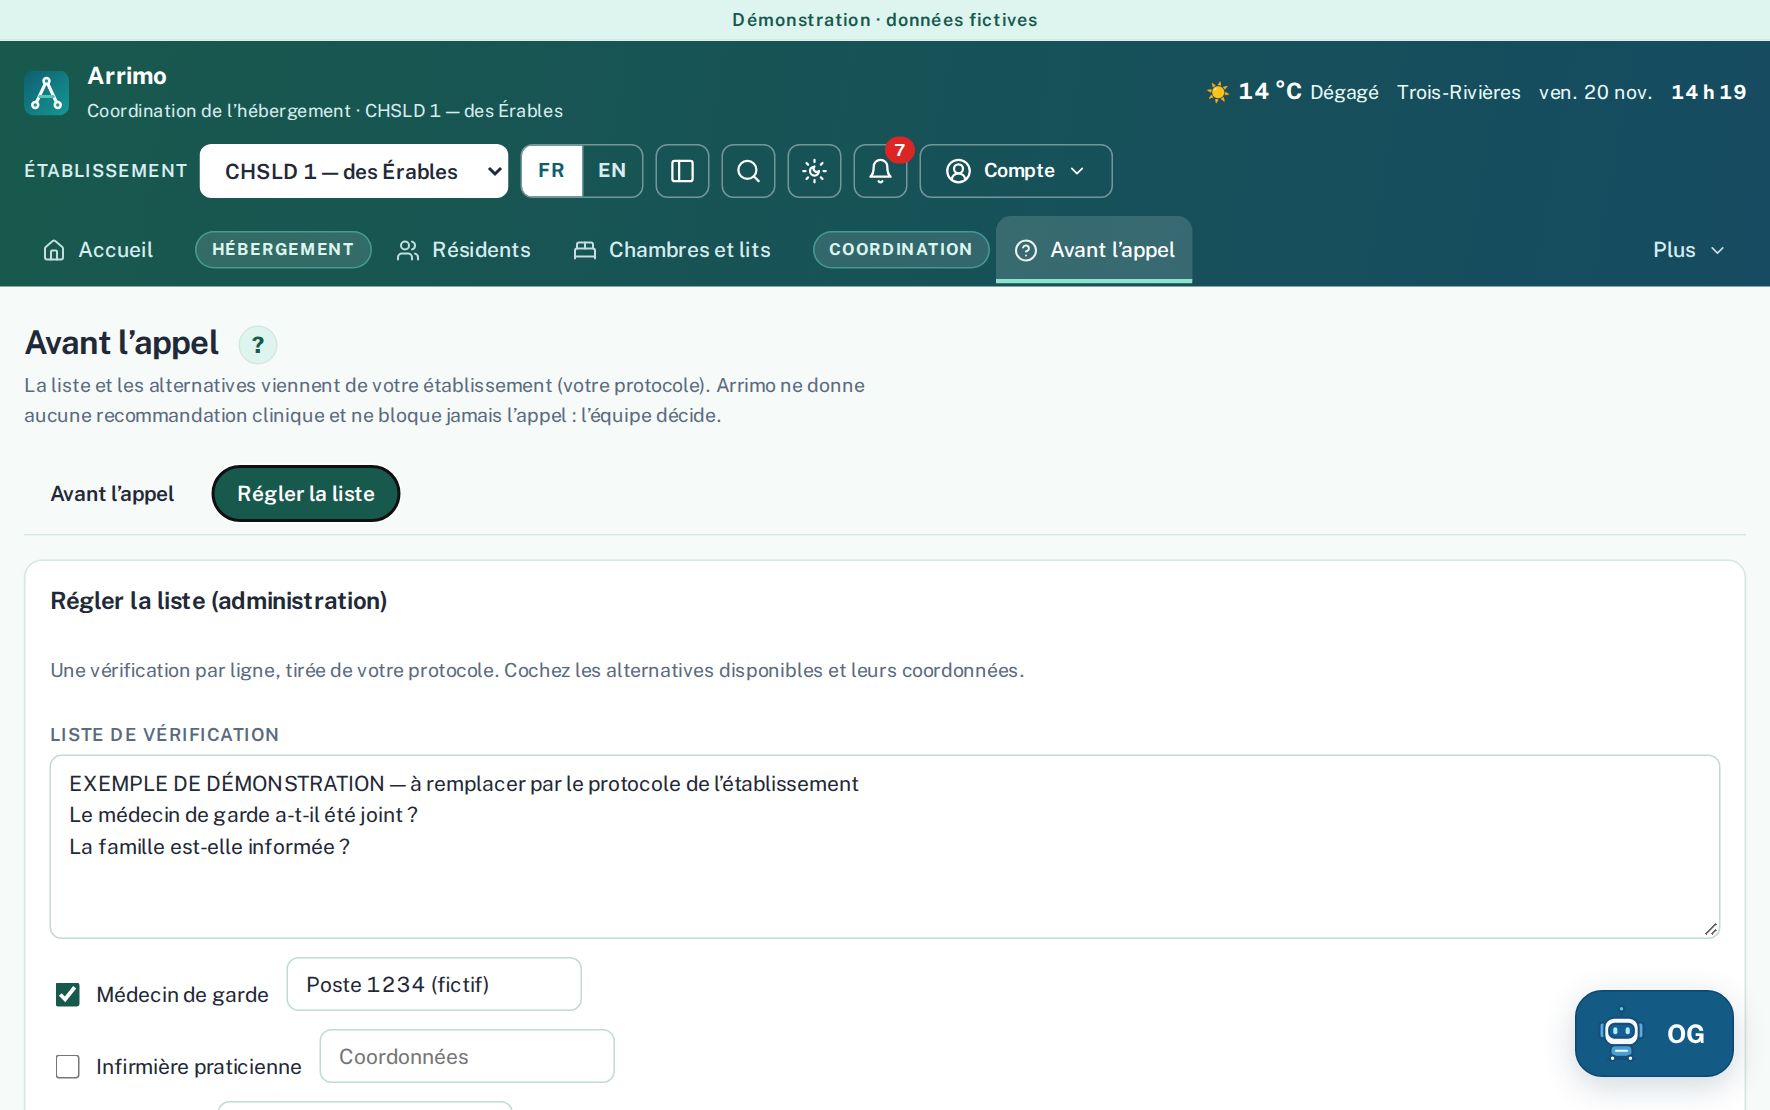 Démonstration · données fictives
Arrimo
Coordination de l’hébergement · CHSLD 1 — des Érables
14 °C Dégagé Trois-Rivières ven. 20 nov. 14 h 19
ÉTABLISSEMENT CHSLD 1 — des Érables FR EN 7 Compte
Accueil HÉBERGEMENT Résidents Chambres et lits COORDINATION Avant l’appel Plus
Avant l’appel ?
La liste et les alternatives viennent de votre établissement (votre protocole). Arrimo ne donne
aucune recommandation clinique et ne bloque jamais l’appel : l’équipe décide.
Avant l’appel Régler la liste
Régler la liste (administration)
Une vérification par ligne, tirée de votre protocole. Cochez les alternatives disponibles et leurs coordonnées.
LISTE DE VÉRIFICATION
EXEMPLE DE DÉMONSTRATION — à remplacer par le protocole de l’établissement
Le médecin de garde a-t-il été joint ?
La famille est-elle informée ?
Médecin de garde Poste 1234 (fictif)
Infirmière praticienne Coordonnées
OG